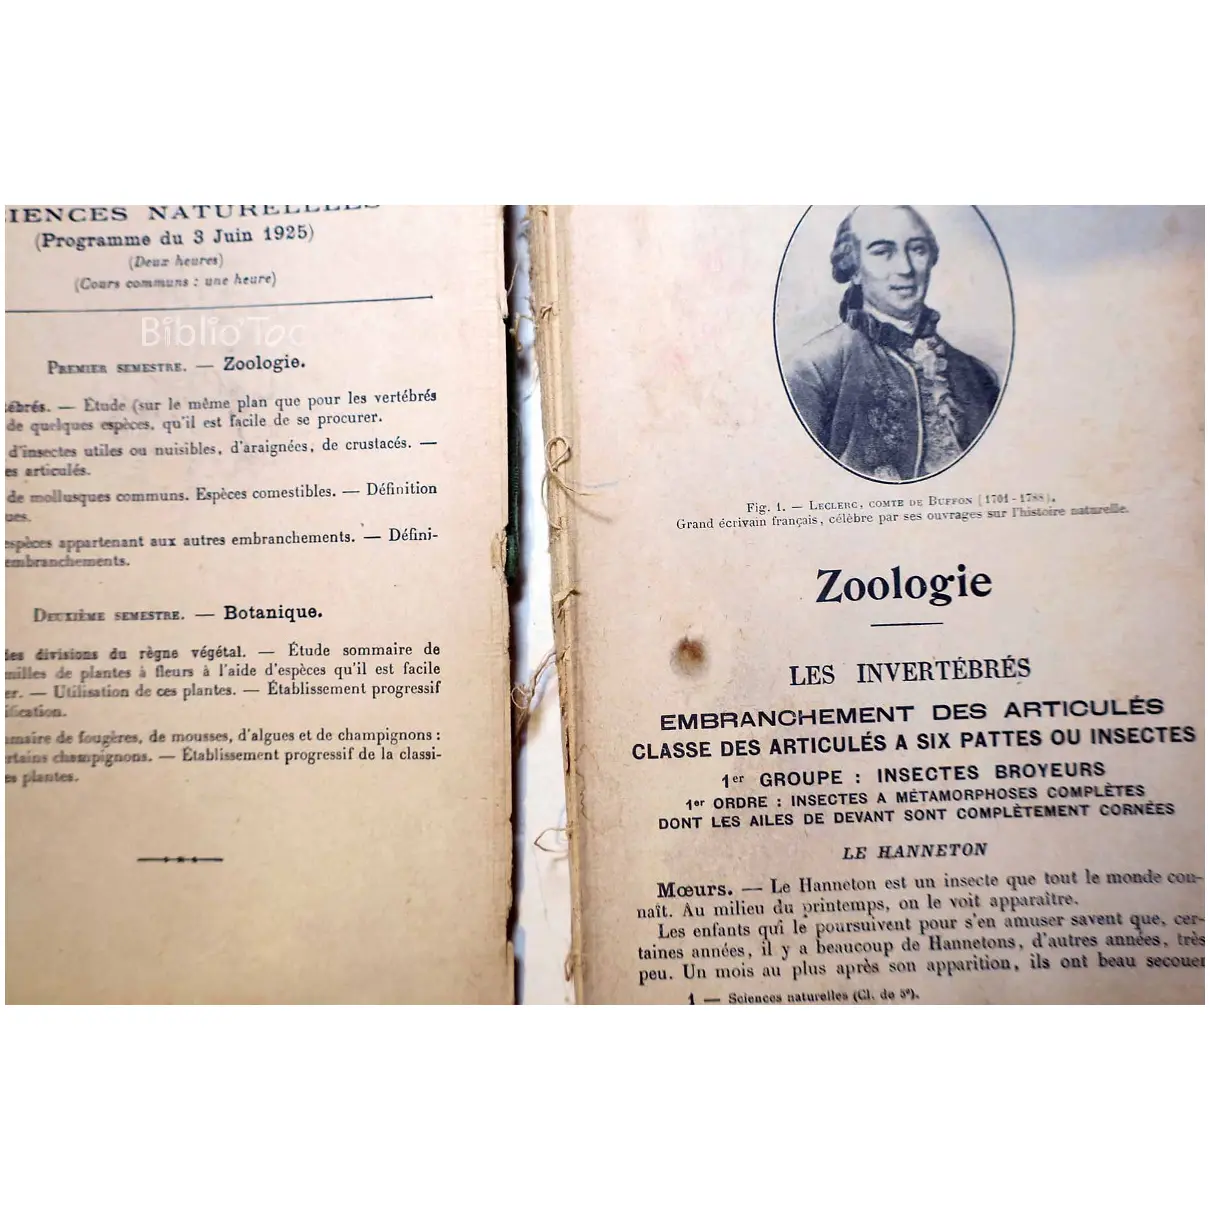 SCIENCES NATURELLES
(Programme du 3 Juin 1925)
(Deux heures)
(Cours communs : une heure)
Biblio'Toc
PREMIER SEMESTRE. — Zoologie.
— Étude (sur le même plan que pour les vertébrés
de quelques espèces, qu'il est facile de se procurer.
d'insectes utiles ou nuisibles, d'araignées, de crustacés. —
es articulés.
de mollusques communs. Espèces comestibles. — Définition
espèces appartenant aux autres embranchements. — Défini-
embranchements.
DEUXIÈME SEMESTRE. — Botanique.
des divisions du règne végétal. — Étude sommaire de
milles de plantes à fleurs à l'aide d'espèces qu'il est facile
er. — Utilisation de ces plantes. — Établissement progressif
ification.
maire de fougères, de mousses, d'algues et de champignons :
rtains champignons. — Établissement progressif de la classi-
es plantes.
Fig. 1. — LECLERC, COMTE DE BUFFON (1701-1788).
Grand écrivain français, célèbre par ses ouvrages sur l'histoire naturelle.
Zoologie
LES INVERTÉBRÉS
EMBRANCHEMENT DES ARTICULÉS
CLASSE DES ARTICULÉS A SIX PATTES OU INSECTES
1er GROUPE : INSECTES BROYEURS
1er ORDRE : INSECTES A MÉTAMORPHOSES COMPLÈTES
DONT LES AILES DE DEVANT SONT COMPLÈTEMENT CORNÉES
LE HANNETON
Mœurs. — Le Hanneton est un insecte que tout le monde con-
naît. Au milieu du printemps, on le voit apparaître.
Les enfants qui le poursuivent pour s'en amuser savent que, cer-
taines années, il y a beaucoup de Hannetons, d'autres années, très
peu. Un mois au plus après son apparition, ils ont beau secouer
1 — Sciences naturelles (Cl. de 5e).